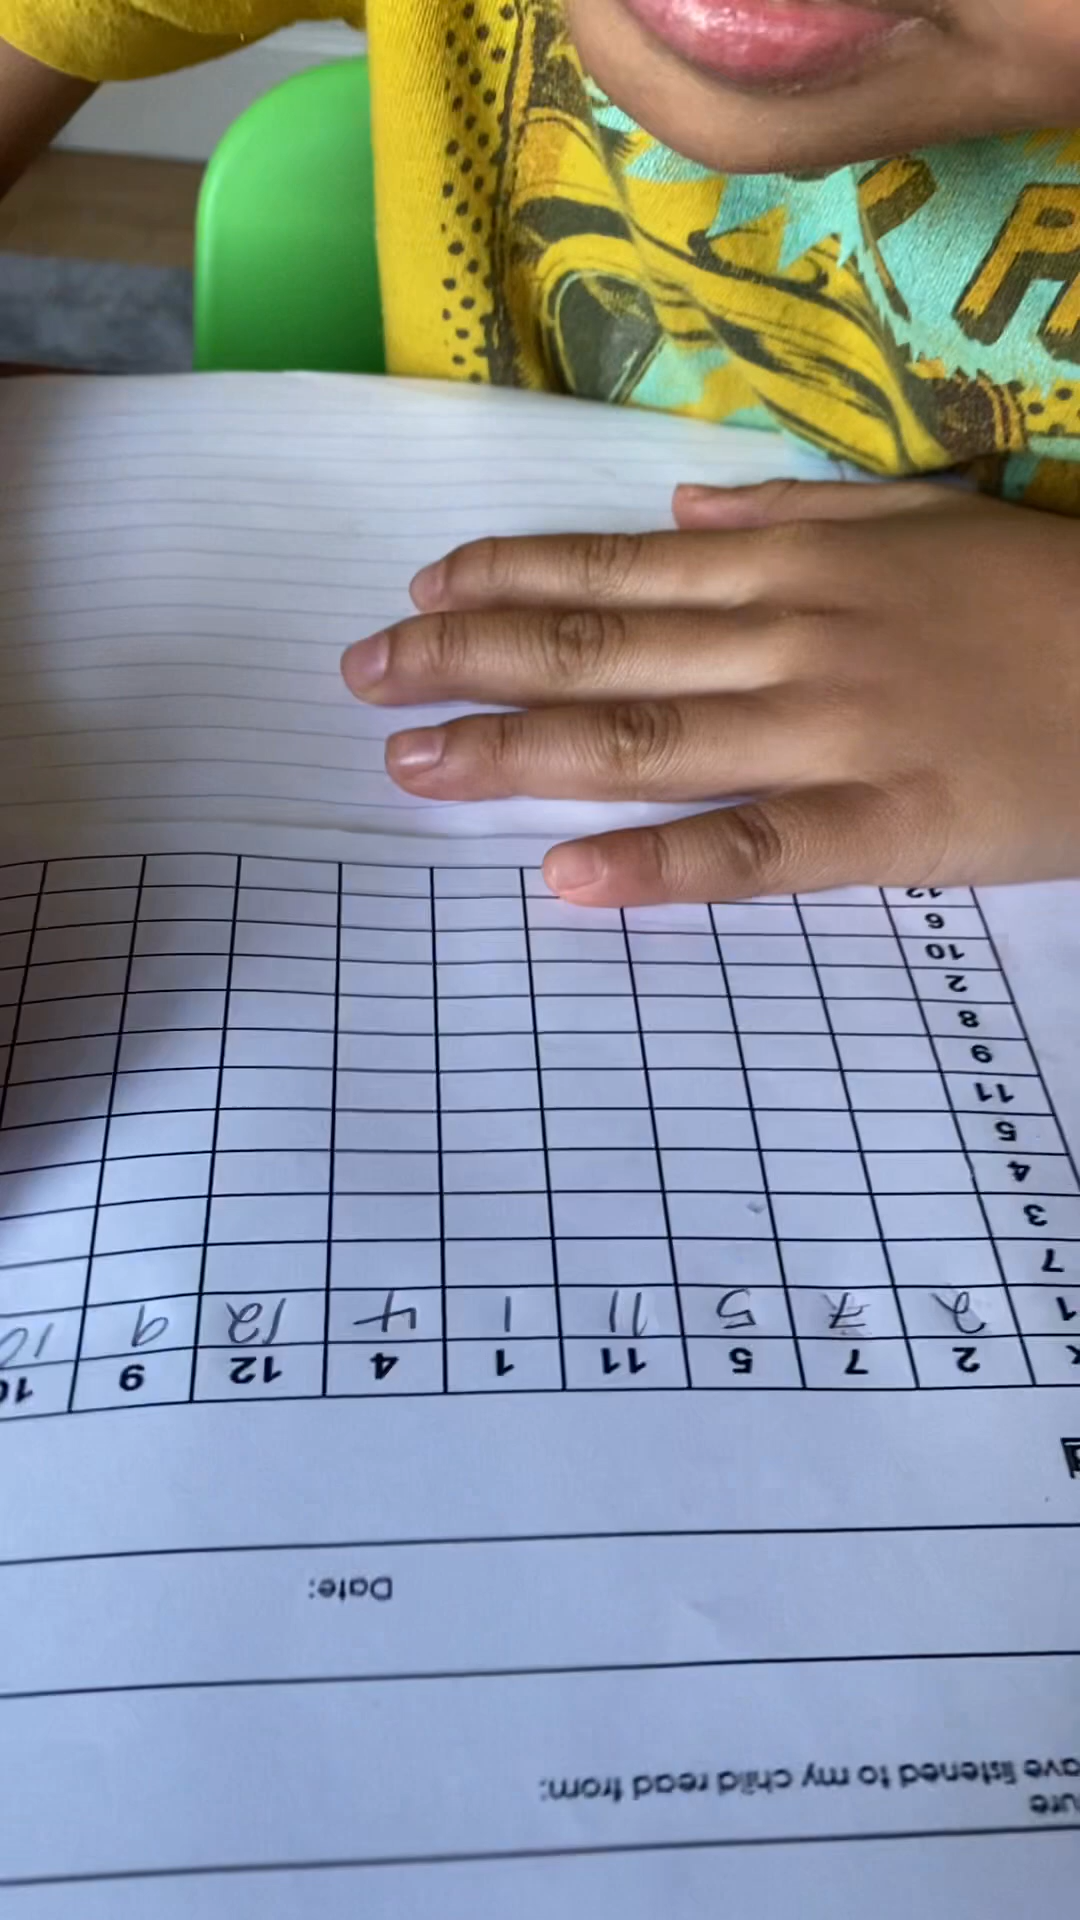 ure
ave listened to my child read from:
Date:
x 2 7 5 11 1 4 12 9 10
1 2 7 5 11 1 4 12 9 10
7
3
4
5
11
6
8
2
10
9
12